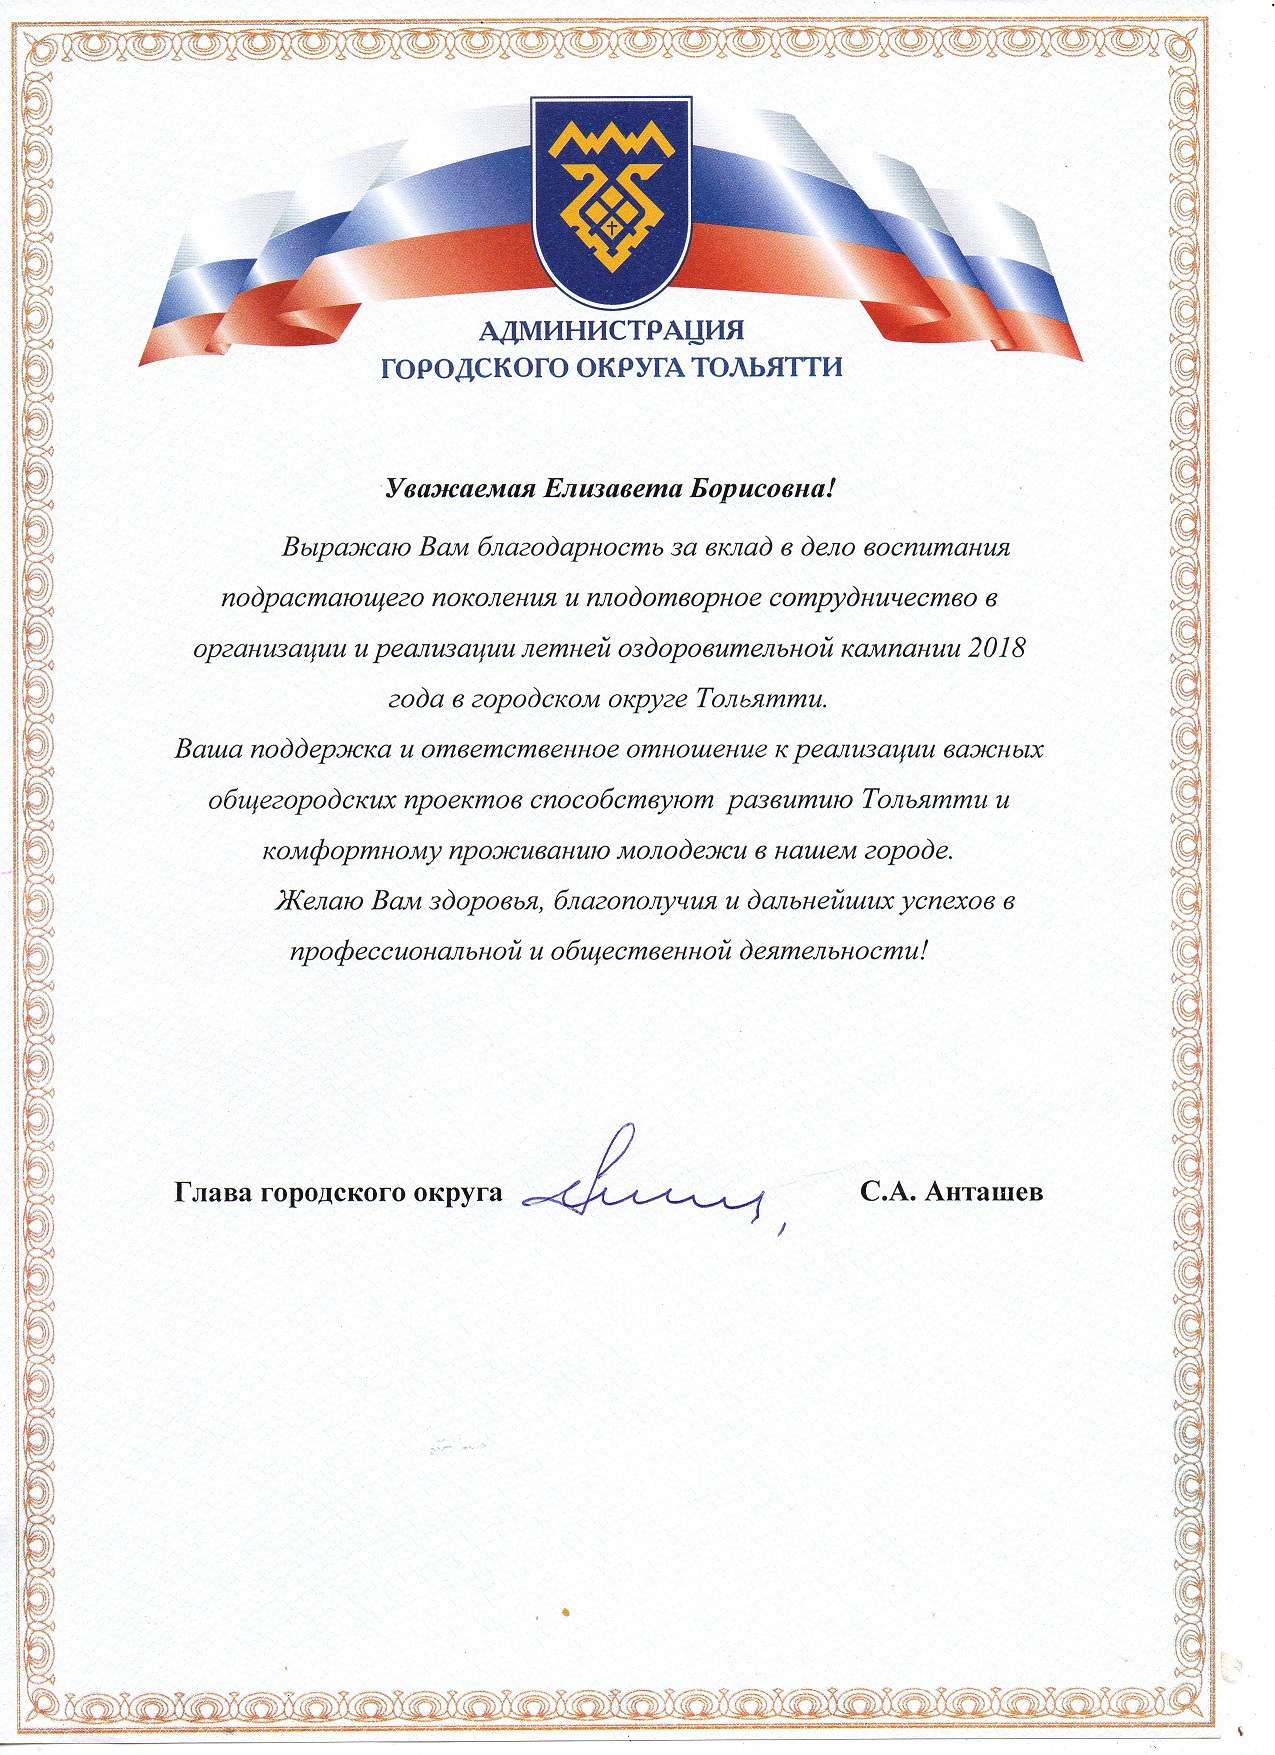 АДМИНИСТРАЦИЯ
ГОРОДСКОГО ОКРУГА ТОЛЬЯТТИ
Уважаемая Елизавета Борисовна!
Выражаю Вам благодарность за вклад в дело воспитания
подрастающего поколения и плодотворное сотрудничество в
организации и реализации летней оздоровительной кампании 2018
года в городском округе Тольятти.
Ваша поддержка и ответственное отношение к реализации важных
общегородских проектов способствуют развитию Тольятти и
комфортному проживанию молодежи в нашем городе.
Желаю Вам здоровья, благополучия и дальнейших успехов в
профессиональной и общественной деятельности!
Глава городского округа С.А. Анташев